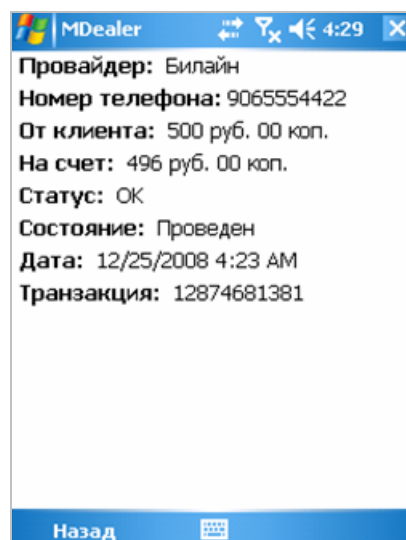 MDealer 4:29
Провайдер: Билайн
Номер телефона: 9065554422
От клиента: 500 руб. 00 коп.
На счет: 496 руб. 00 коп.
Статус: ОК
Состояние: Проведен
Дата: 12/25/2008 4:23 AM
Транзакция: 12874681381
Назад